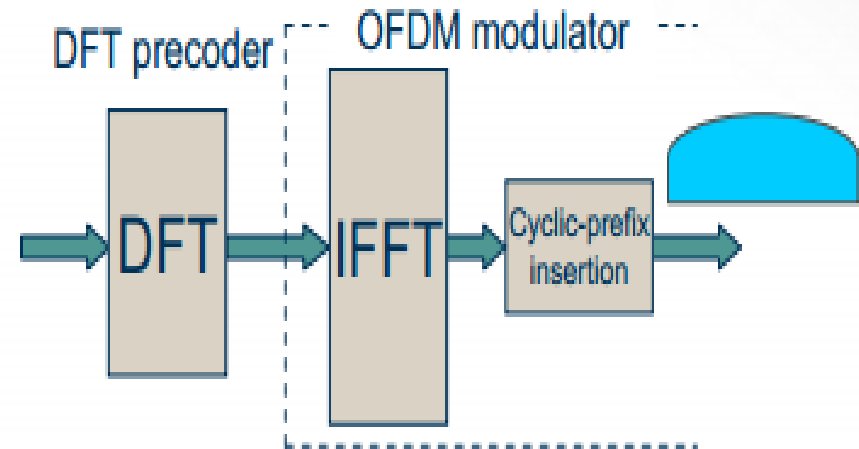 DFT precoder
OFDM modulator
DFT
IFFT
Cyclic-prefix
insertion